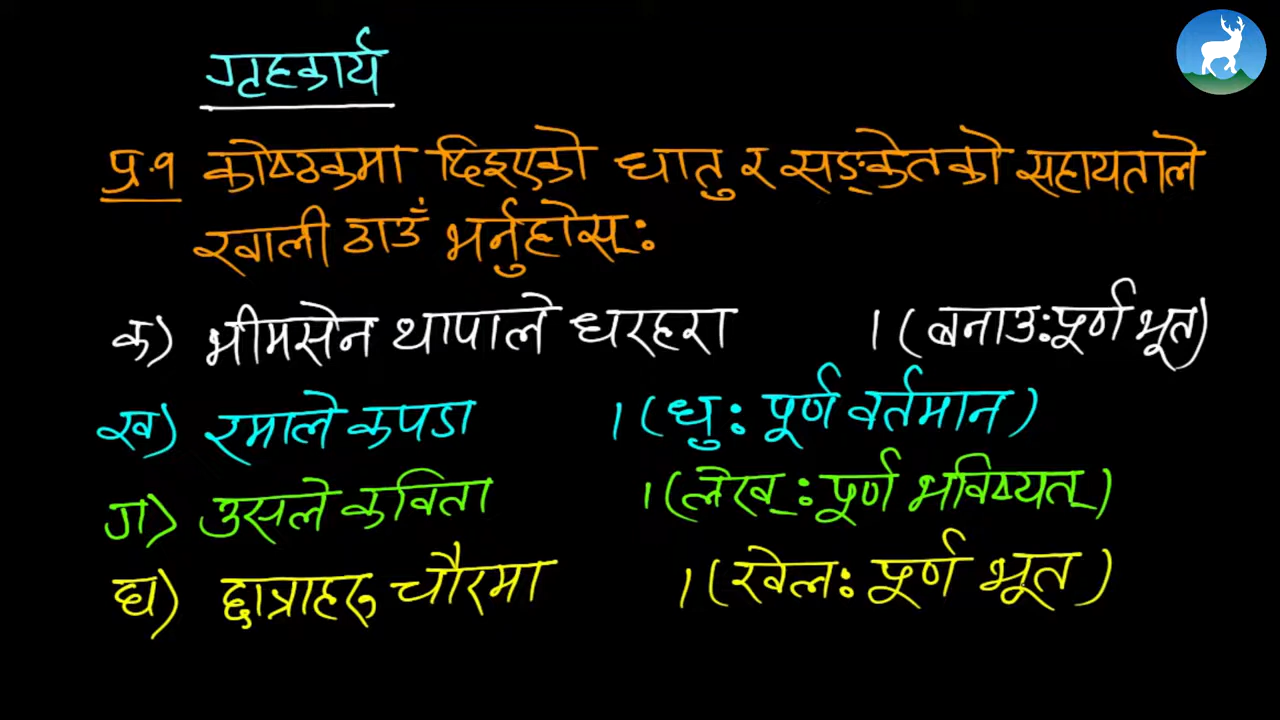 गृहकार्य
प्र.१ कोष्ठकमा दिइएको धातु र सङ्केतको सहायताले
खाली ठाउँ भर्नुहोस्:
क) भीमसेन थापाले धरहरा । (बनाउ:पूर्ण भूत)
ख) रमाले कपडा । (धु: पूर्ण वर्तमान)
ग) उसले कविता । (लेख्:पूर्ण भविष्यत्)
घ) छात्राहरु चौरमा । (खेल: पूर्ण भूत)